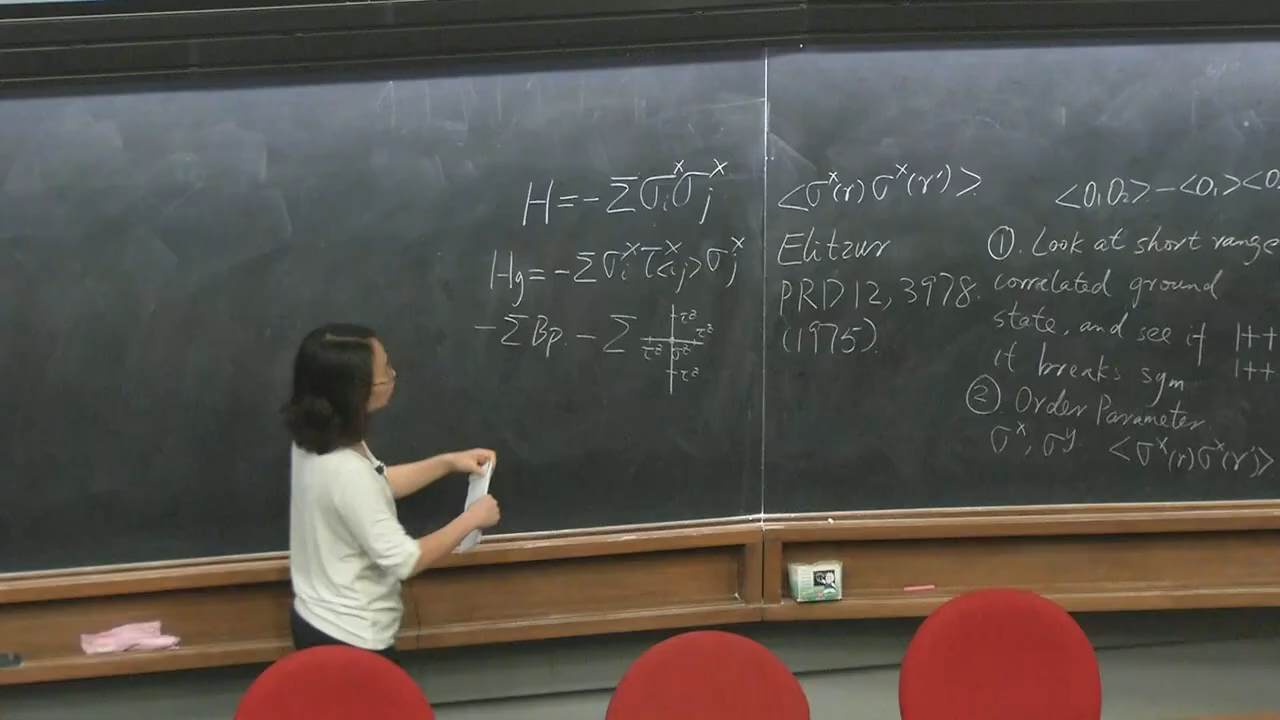 H = - Σ σᵢˣ σⱼˣ
Hg = - Σ σᵢˣ τˣ<ij> σⱼˣ
- Σ Bp. - Σ τᶻ τᶻ τᶻ σᶻ τᶻ
<σˣ(r) σˣ(r')>
Elitzur
PRD 12, 3978.
(1975).
<O₁O₂> - <O₁><O
①. Look at short range
correlated ground
state, and see if |++
it breaks sym |++
②. Order Parameter
σˣ, σʸ <σˣ(r) σˣ(r')>